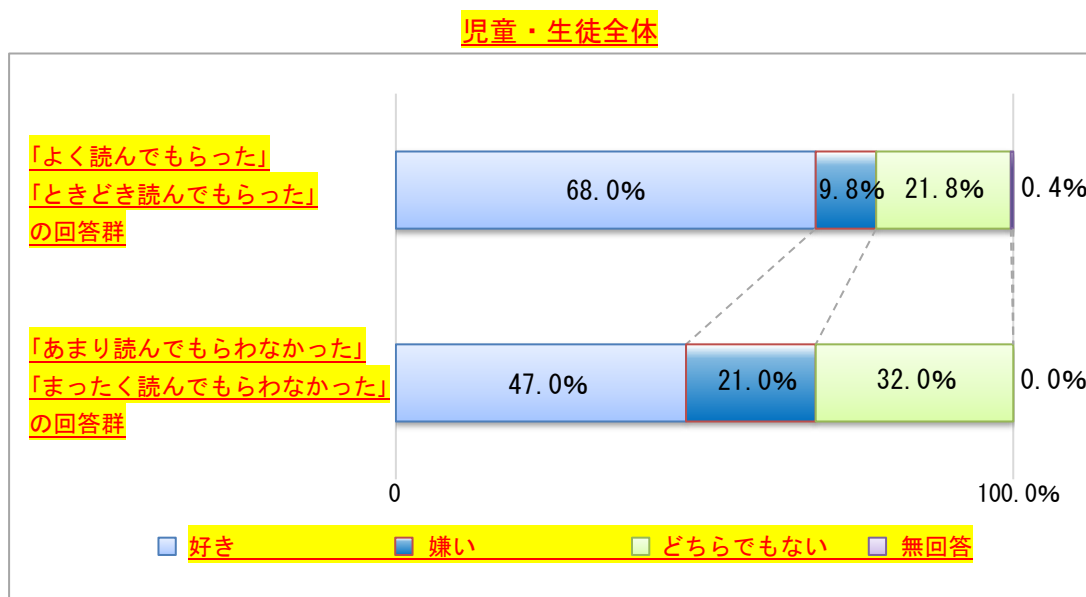 児童・生徒全体
「よく読んでもらった」
「ときどき読んでもらった」
の回答群
68.0%
9.8%
21.8%
0.4%
「あまり読んでもらわなかった」
「まったく読んでもらわなかった」
の回答群
47.0%
21.0%
32.0%
0.0%
0
100.0%
好き
嫌い
どちらでもない
無回答